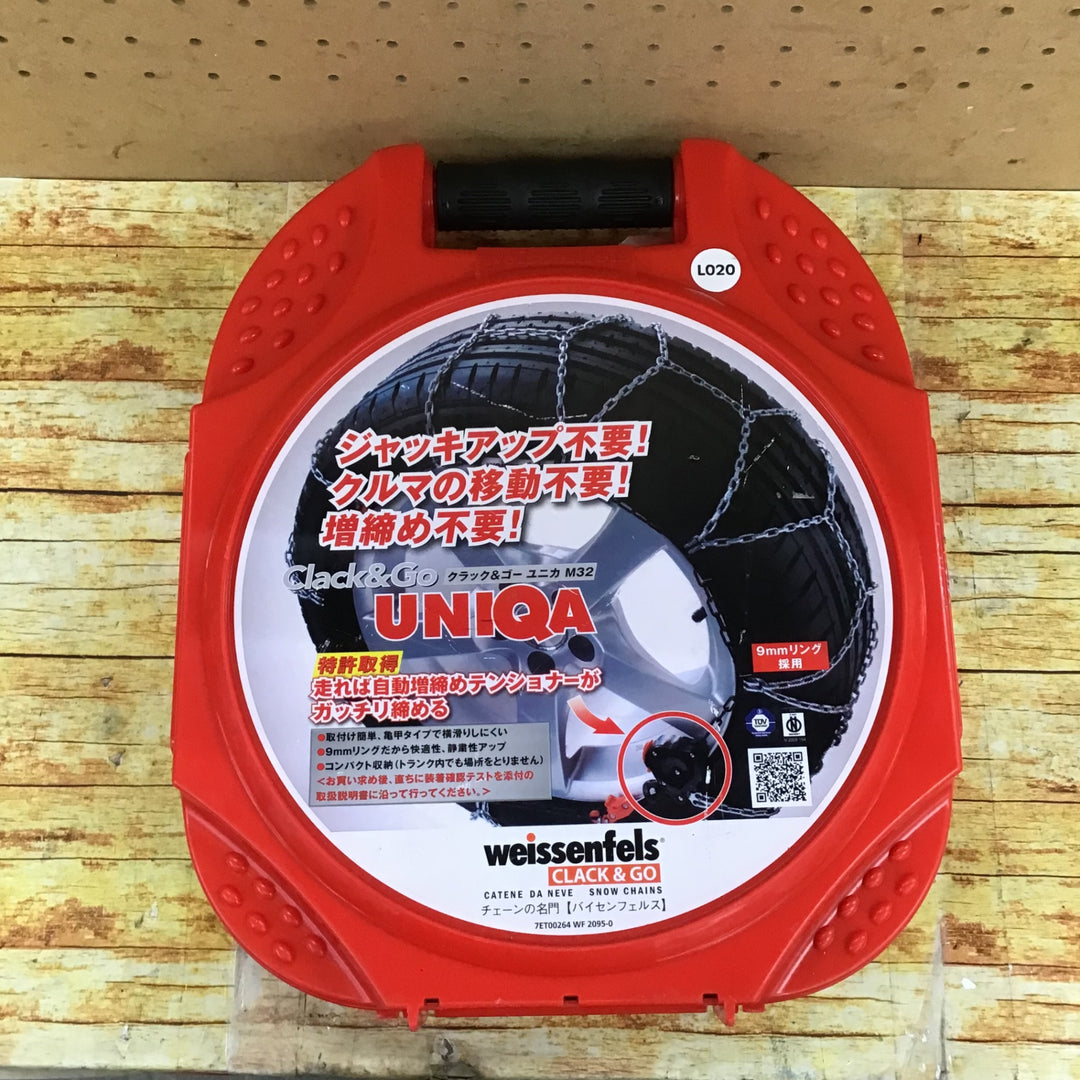 L020
ジャッキアップ不要!
クルマの移動不要!
増締め不要!
Clack&Go クラック&ゴー ユニカ M32
UNIQA
9mmリング
採用
特許取得
走れば自動増締めテンショナーが
ガッチリ締める
●取付け簡単、亀甲タイプで横滑りしにくい
●9mmリングだから快適性、静粛性アップ
●コンパクト収納(トランク内でも場所をとりません)
<お買い求め後、直ちに装着確認テストを添付の
取扱説明書に沿って行ってください。>
TÜV
weissenfels®
CLACK & GO
CATENE DA NEVE SNOW CHAINS
チェーンの名門【バイセンフェルス】
7ET00264 WF 2095-0